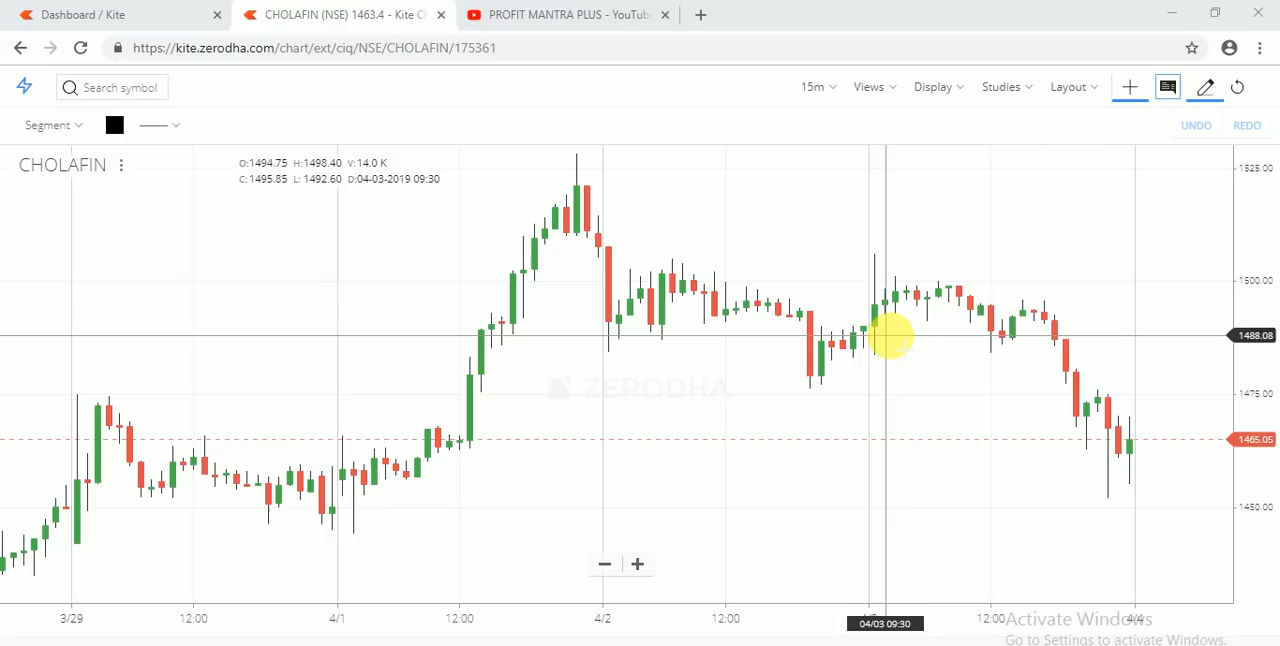 Dashboard / Kite
CHOLAFIN (NSE) 1463.4 - Kite C
PROFIT MANTRA PLUS - YouTub
https://kite.zerodha.com/chart/ext/ciq/NSE/CHOLAFIN/175361
Search symbol
15m
Views
Display
Studies
Layout
Segment
UNDO
REDO
CHOLAFIN
O:1494.75 H:1498.40 V:14.0 K
C:1495.85 L: 1492.60 D:04-03-2019 09:30
1525.00
1500.00
1488.08
1475.00
1465.05
1450.00
ZERODHA
3/29
12:00
4/1
12:00
4/2
12:00
04/03 09:30
12:00
4/4
Activate Windows
Go to Settings to activate Windows.